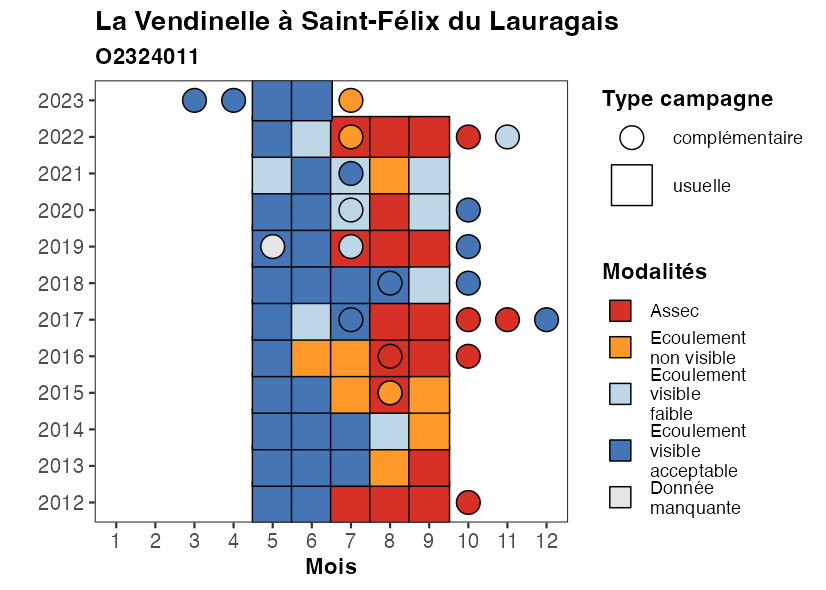 La Vendinelle à Saint-Félix du Lauragais
O2324011
2023
2022
2021
2020
2019
2018
2017
2016
2015
2014
2013
2012
1 2 3 4 5 6 7 8 9 10 11 12
Mois
Type campagne
complémentaire
usuelle
Modalités
Assec
Ecoulement
non visible
Ecoulement
visible
faible
Ecoulement
visible
acceptable
Donnée
manquante